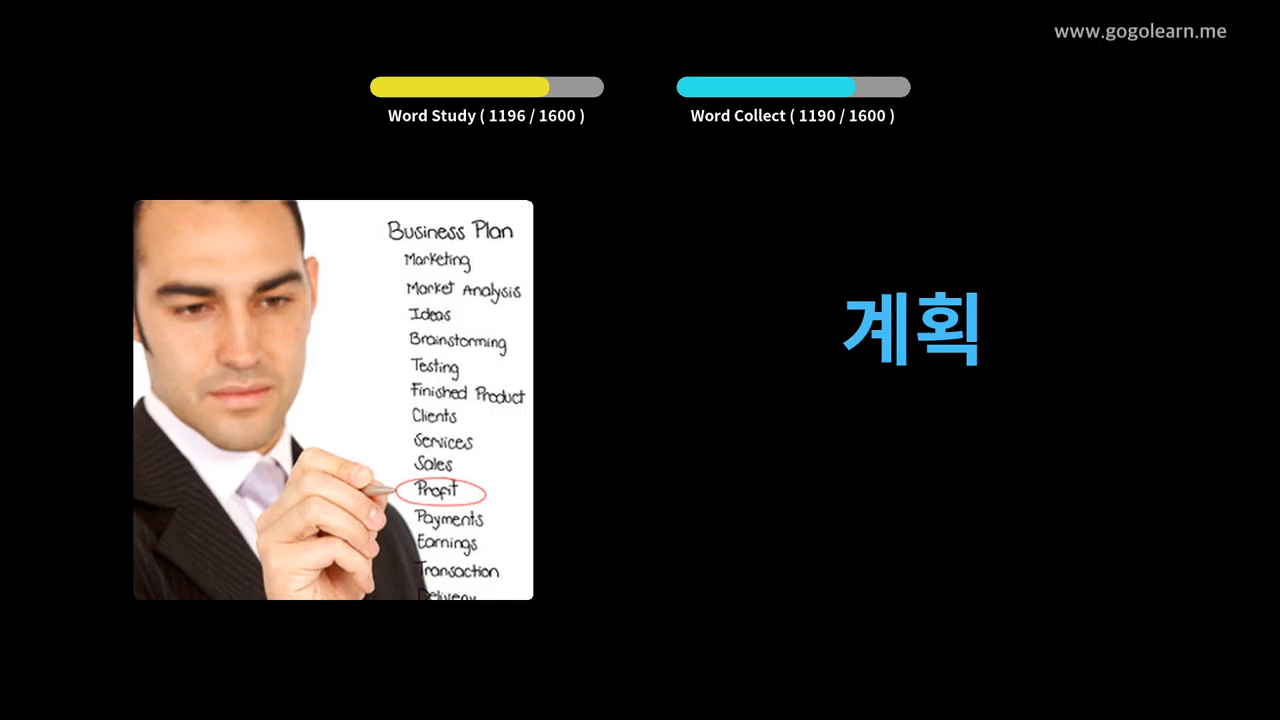 www.gogolearn.me
Word Study ( 1196 / 1600 )
Word Collect ( 1190 / 1600 )
Business Plan
Marketing
Market Analysis
Ideas
Brainstorming
Testing
Finished Product
Clients
Services
Sales
Profit
Payments
Earnings
Transaction
Delivery
계획